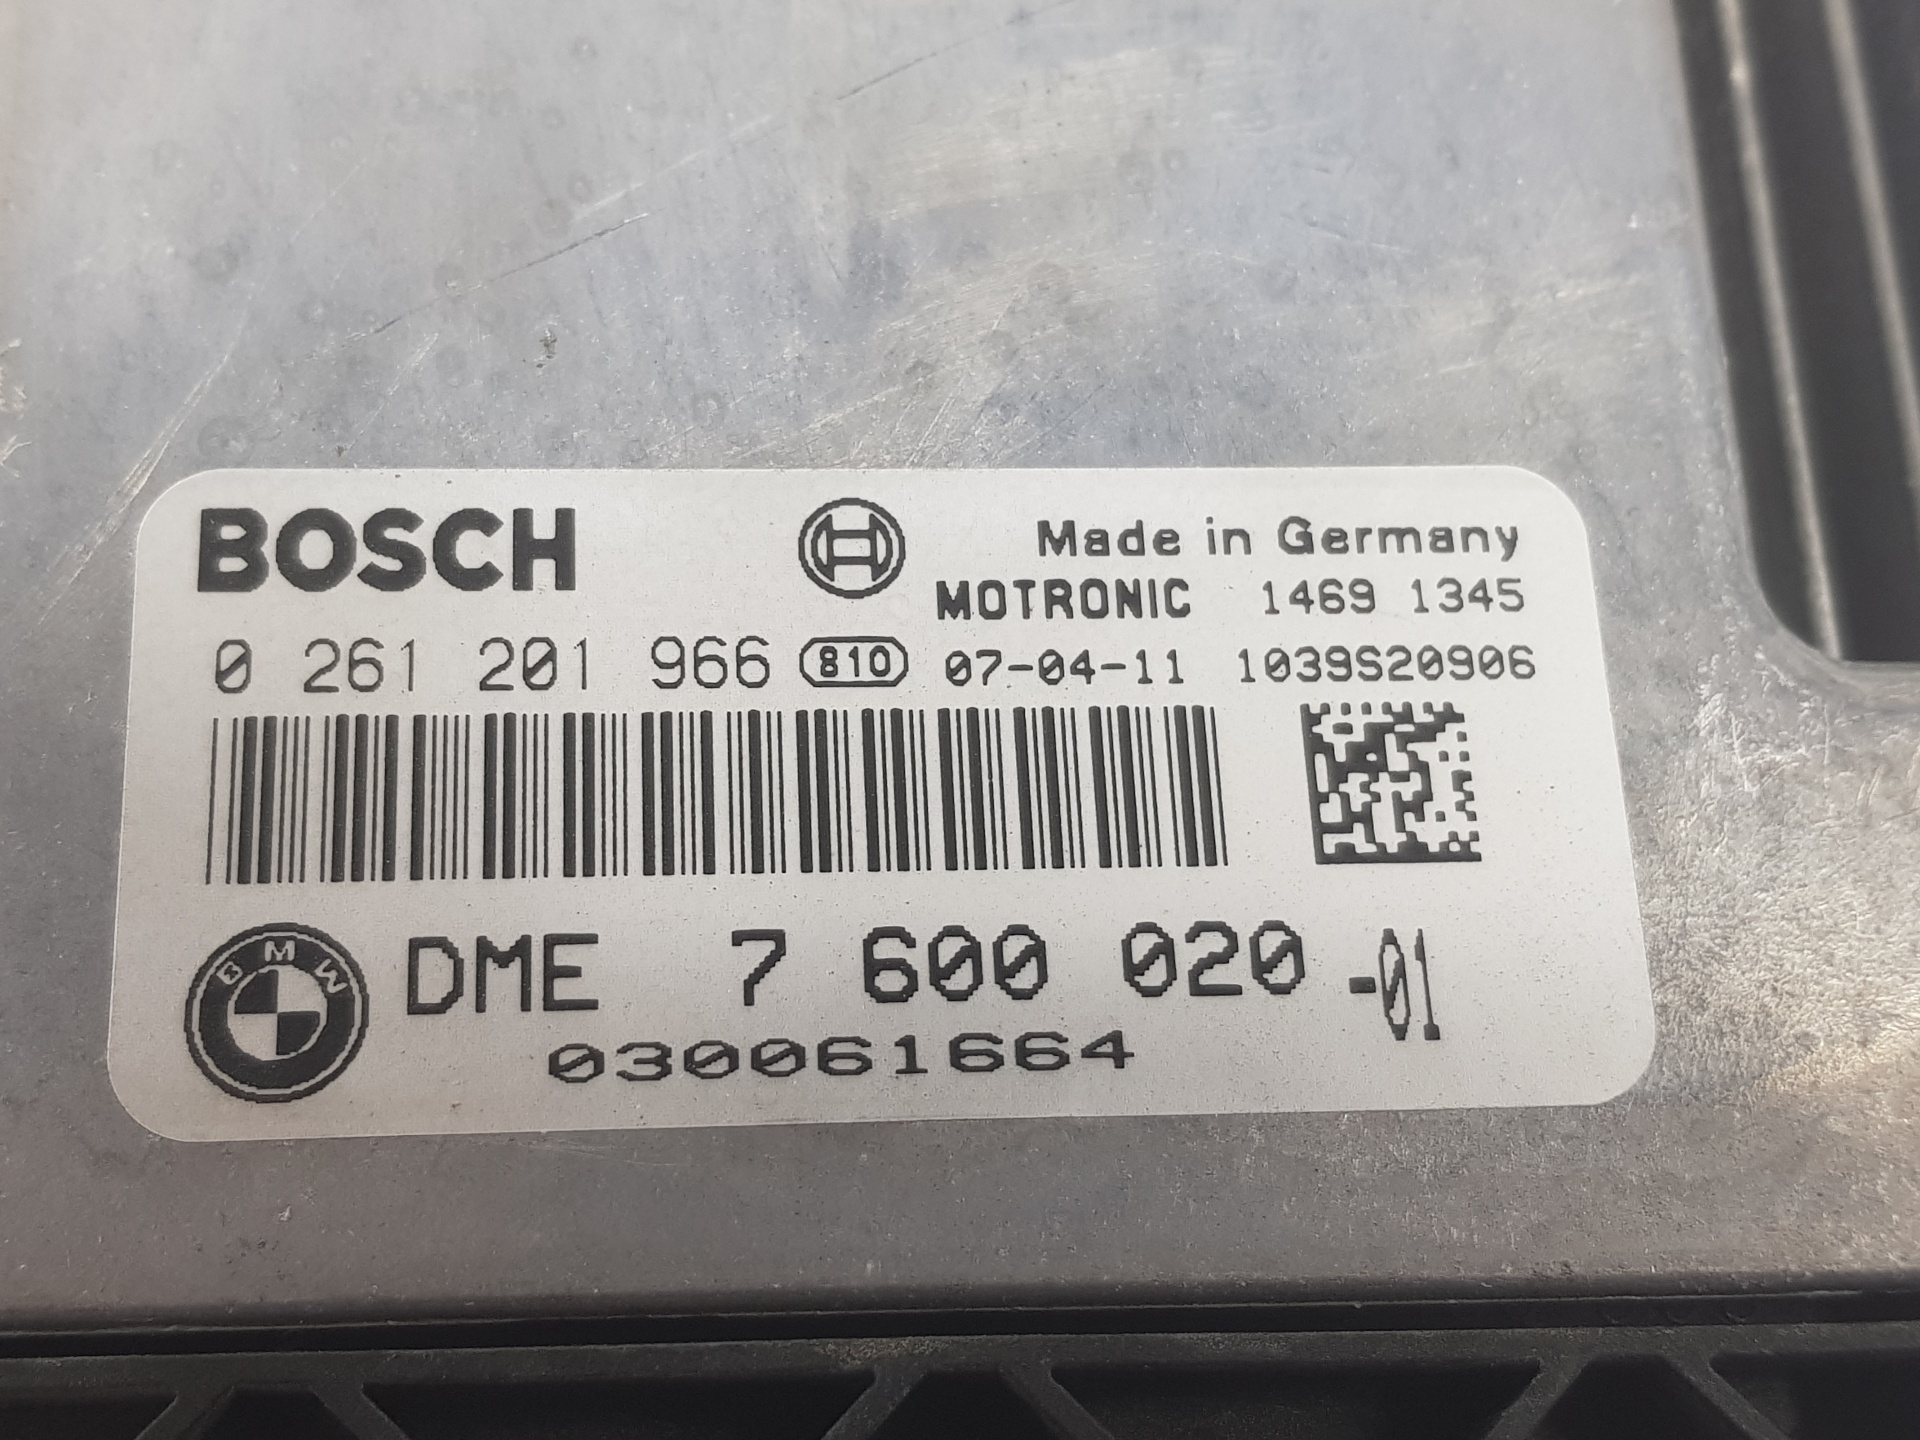 BOSCH
Made in Germany
MOTRONIC 1469 1345
0 261 201 966 810 07-04-11 1039S20906
BMW DME 7 600 020 -01
030061664